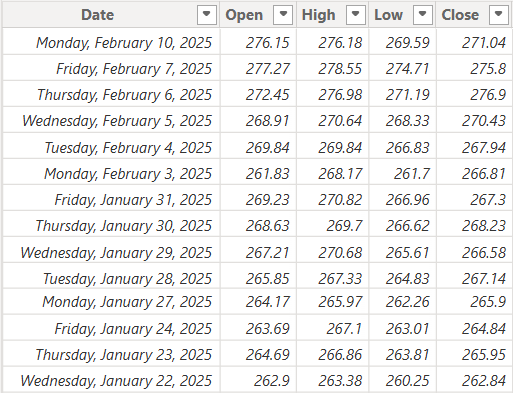 Date Open High Low Close
Monday, February 10, 2025 276.15 276.18 269.59 271.04
Friday, February 7, 2025 277.27 278.55 274.71 275.8
Thursday, February 6, 2025 272.45 276.98 271.19 276.9
Wednesday, February 5, 2025 268.91 270.64 268.33 270.43
Tuesday, February 4, 2025 269.84 269.84 266.83 267.94
Monday, February 3, 2025 261.83 268.17 261.7 266.81
Friday, January 31, 2025 269.23 270.82 266.96 267.3
Thursday, January 30, 2025 268.63 269.7 266.62 268.23
Wednesday, January 29, 2025 267.21 270.68 265.61 266.58
Tuesday, January 28, 2025 265.85 267.33 264.83 267.14
Monday, January 27, 2025 264.17 265.97 262.26 265.9
Friday, January 24, 2025 263.69 267.1 263.01 264.84
Thursday, January 23, 2025 264.69 266.86 263.81 265.95
Wednesday, January 22, 2025 262.9 263.38 260.25 262.84